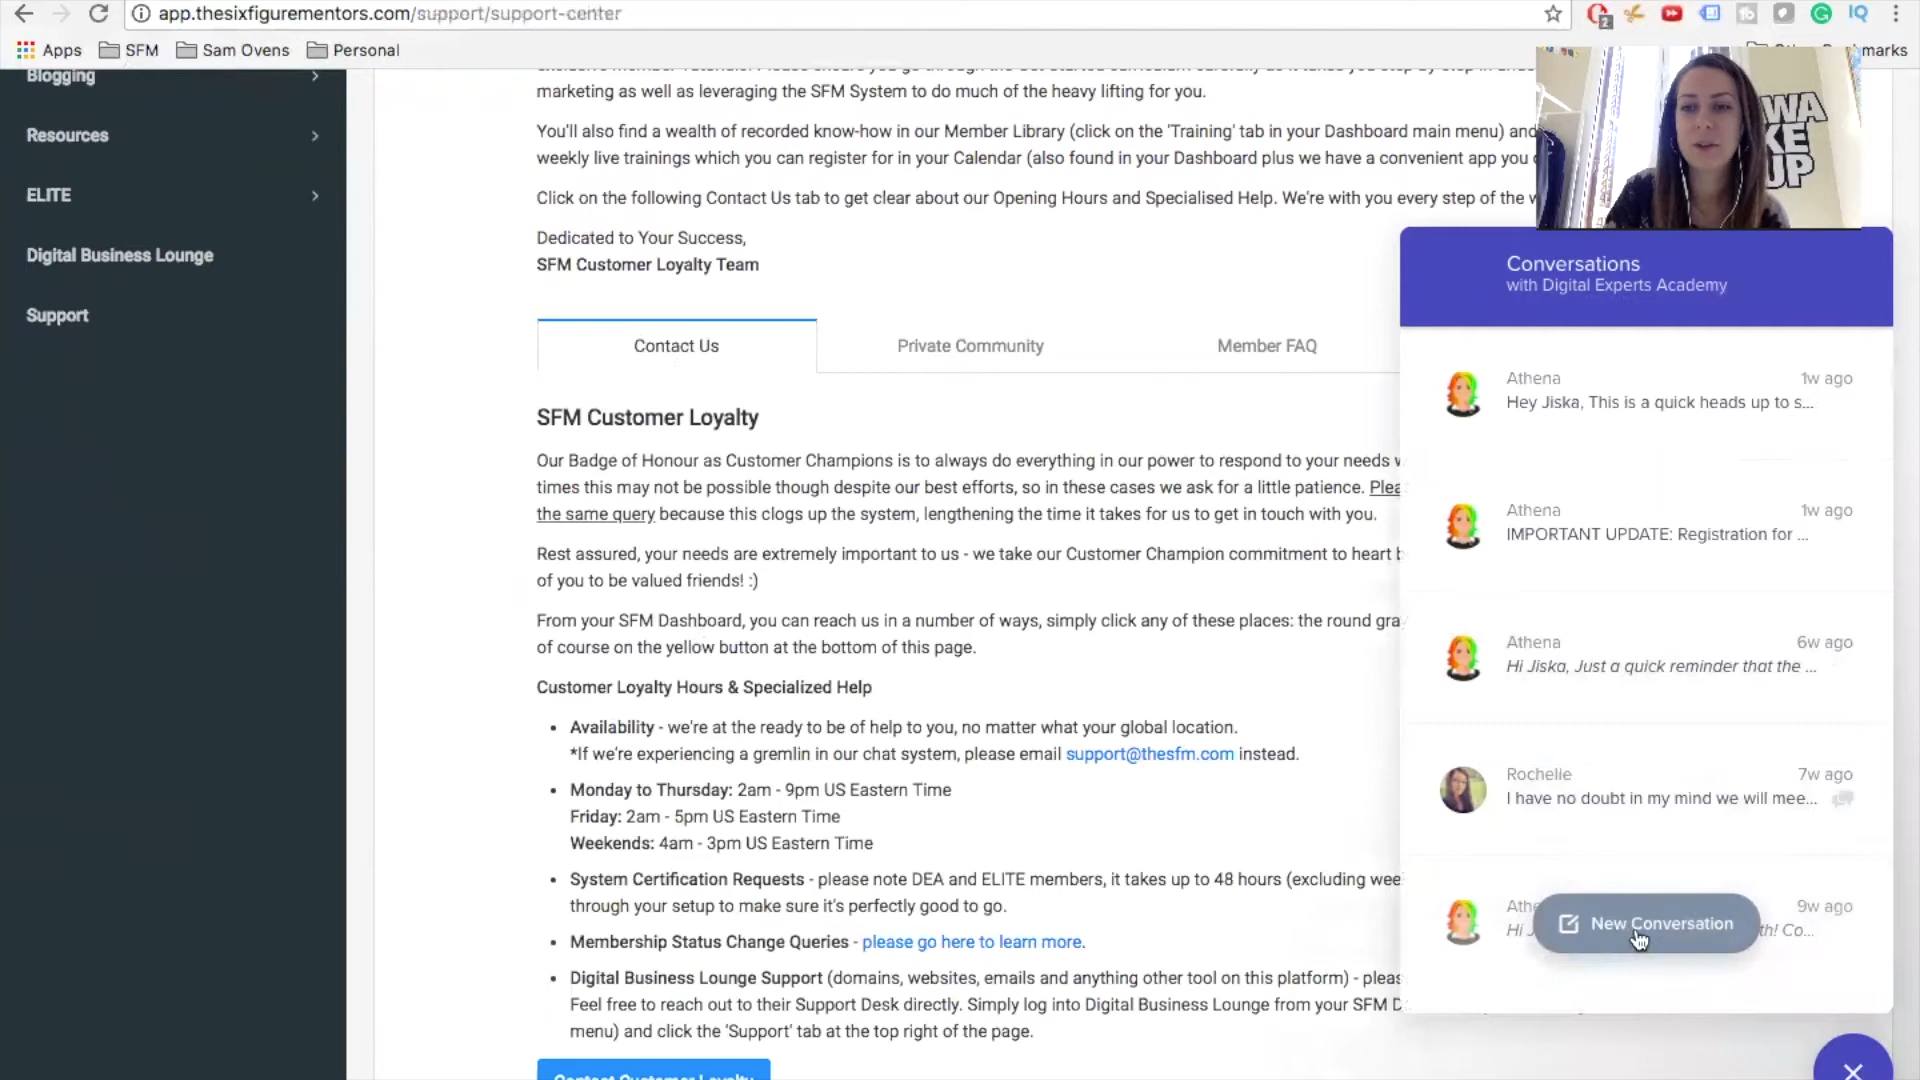 app.thesixfigurementors.com/support/support-center
2
Apps SFM Sam Ovens Personal
Blogging
Resources
ELITE
Digital Business Lounge
Support
marketing as well as leveraging the SFM System to do much of the heavy lifting for you.
You'll also find a wealth of recorded know-how in our Member Library (click on the 'Training' tab in your Dashboard main menu) and
weekly live trainings which you can register for in your Calendar (also found in your Dashboard plus we have a convenient app you
Click on the following Contact Us tab to get clear about our Opening Hours and Specialised Help. We're with you every step of the
Dedicated to Your Success,
SFM Customer Loyalty Team
Contact Us Private Community Member FAQ
SFM Customer Loyalty
Our Badge of Honour as Customer Champions is to always do everything in our power to respond to your needs
times this may not be possible though despite our best efforts, so in these cases we ask for a little patience.
the same query because this clogs up the system, lengthening the time it takes for us to get in touch with you.
Rest assured, your needs are extremely important to us - we take our Customer Champion commitment to heart
of you to be valued friends! :)
From your SFM Dashboard, you can reach us in a number of ways, simply click any of these places: the round
of course on the yellow button at the bottom of this page.
Customer Loyalty Hours & Specialized Help
Availability - we're at the ready to be of help to you, no matter what your global location.
*If we're experiencing a gremlin in our chat system, please email support@thesfm.com instead.
Monday to Thursday: 2am - 9pm US Eastern Time
Friday: 2am - 5pm US Eastern Time
Weekends: 4am - 3pm US Eastern Time
System Certification Requests - please note DEA and ELITE members, it takes up to 48 hours (excluding
through your setup to make sure it's perfectly good to go.
Membership Status Change Queries - please go here to learn more.
Digital Business Lounge Support (domains, websites, emails and anything other tool on this platform) -
Feel free to reach out to their Support Desk directly. Simply log into Digital Business Lounge from your SFM
menu) and click the 'Support' tab at the top right of the page.
Contact Customer Loyalty
WA
KE
UP
Conversations
with Digital Experts Academy
Athena 1w ago
Hey Jiska, This is a quick heads up to s...
Athena 1w ago
IMPORTANT UPDATE: Registration for ...
Athena 6w ago
Hi Jiska, Just a quick reminder that the ...
Rochelle 7w ago
I have no doubt in my mind we will mee...
9w ago
Hi
Co...
New Conversation